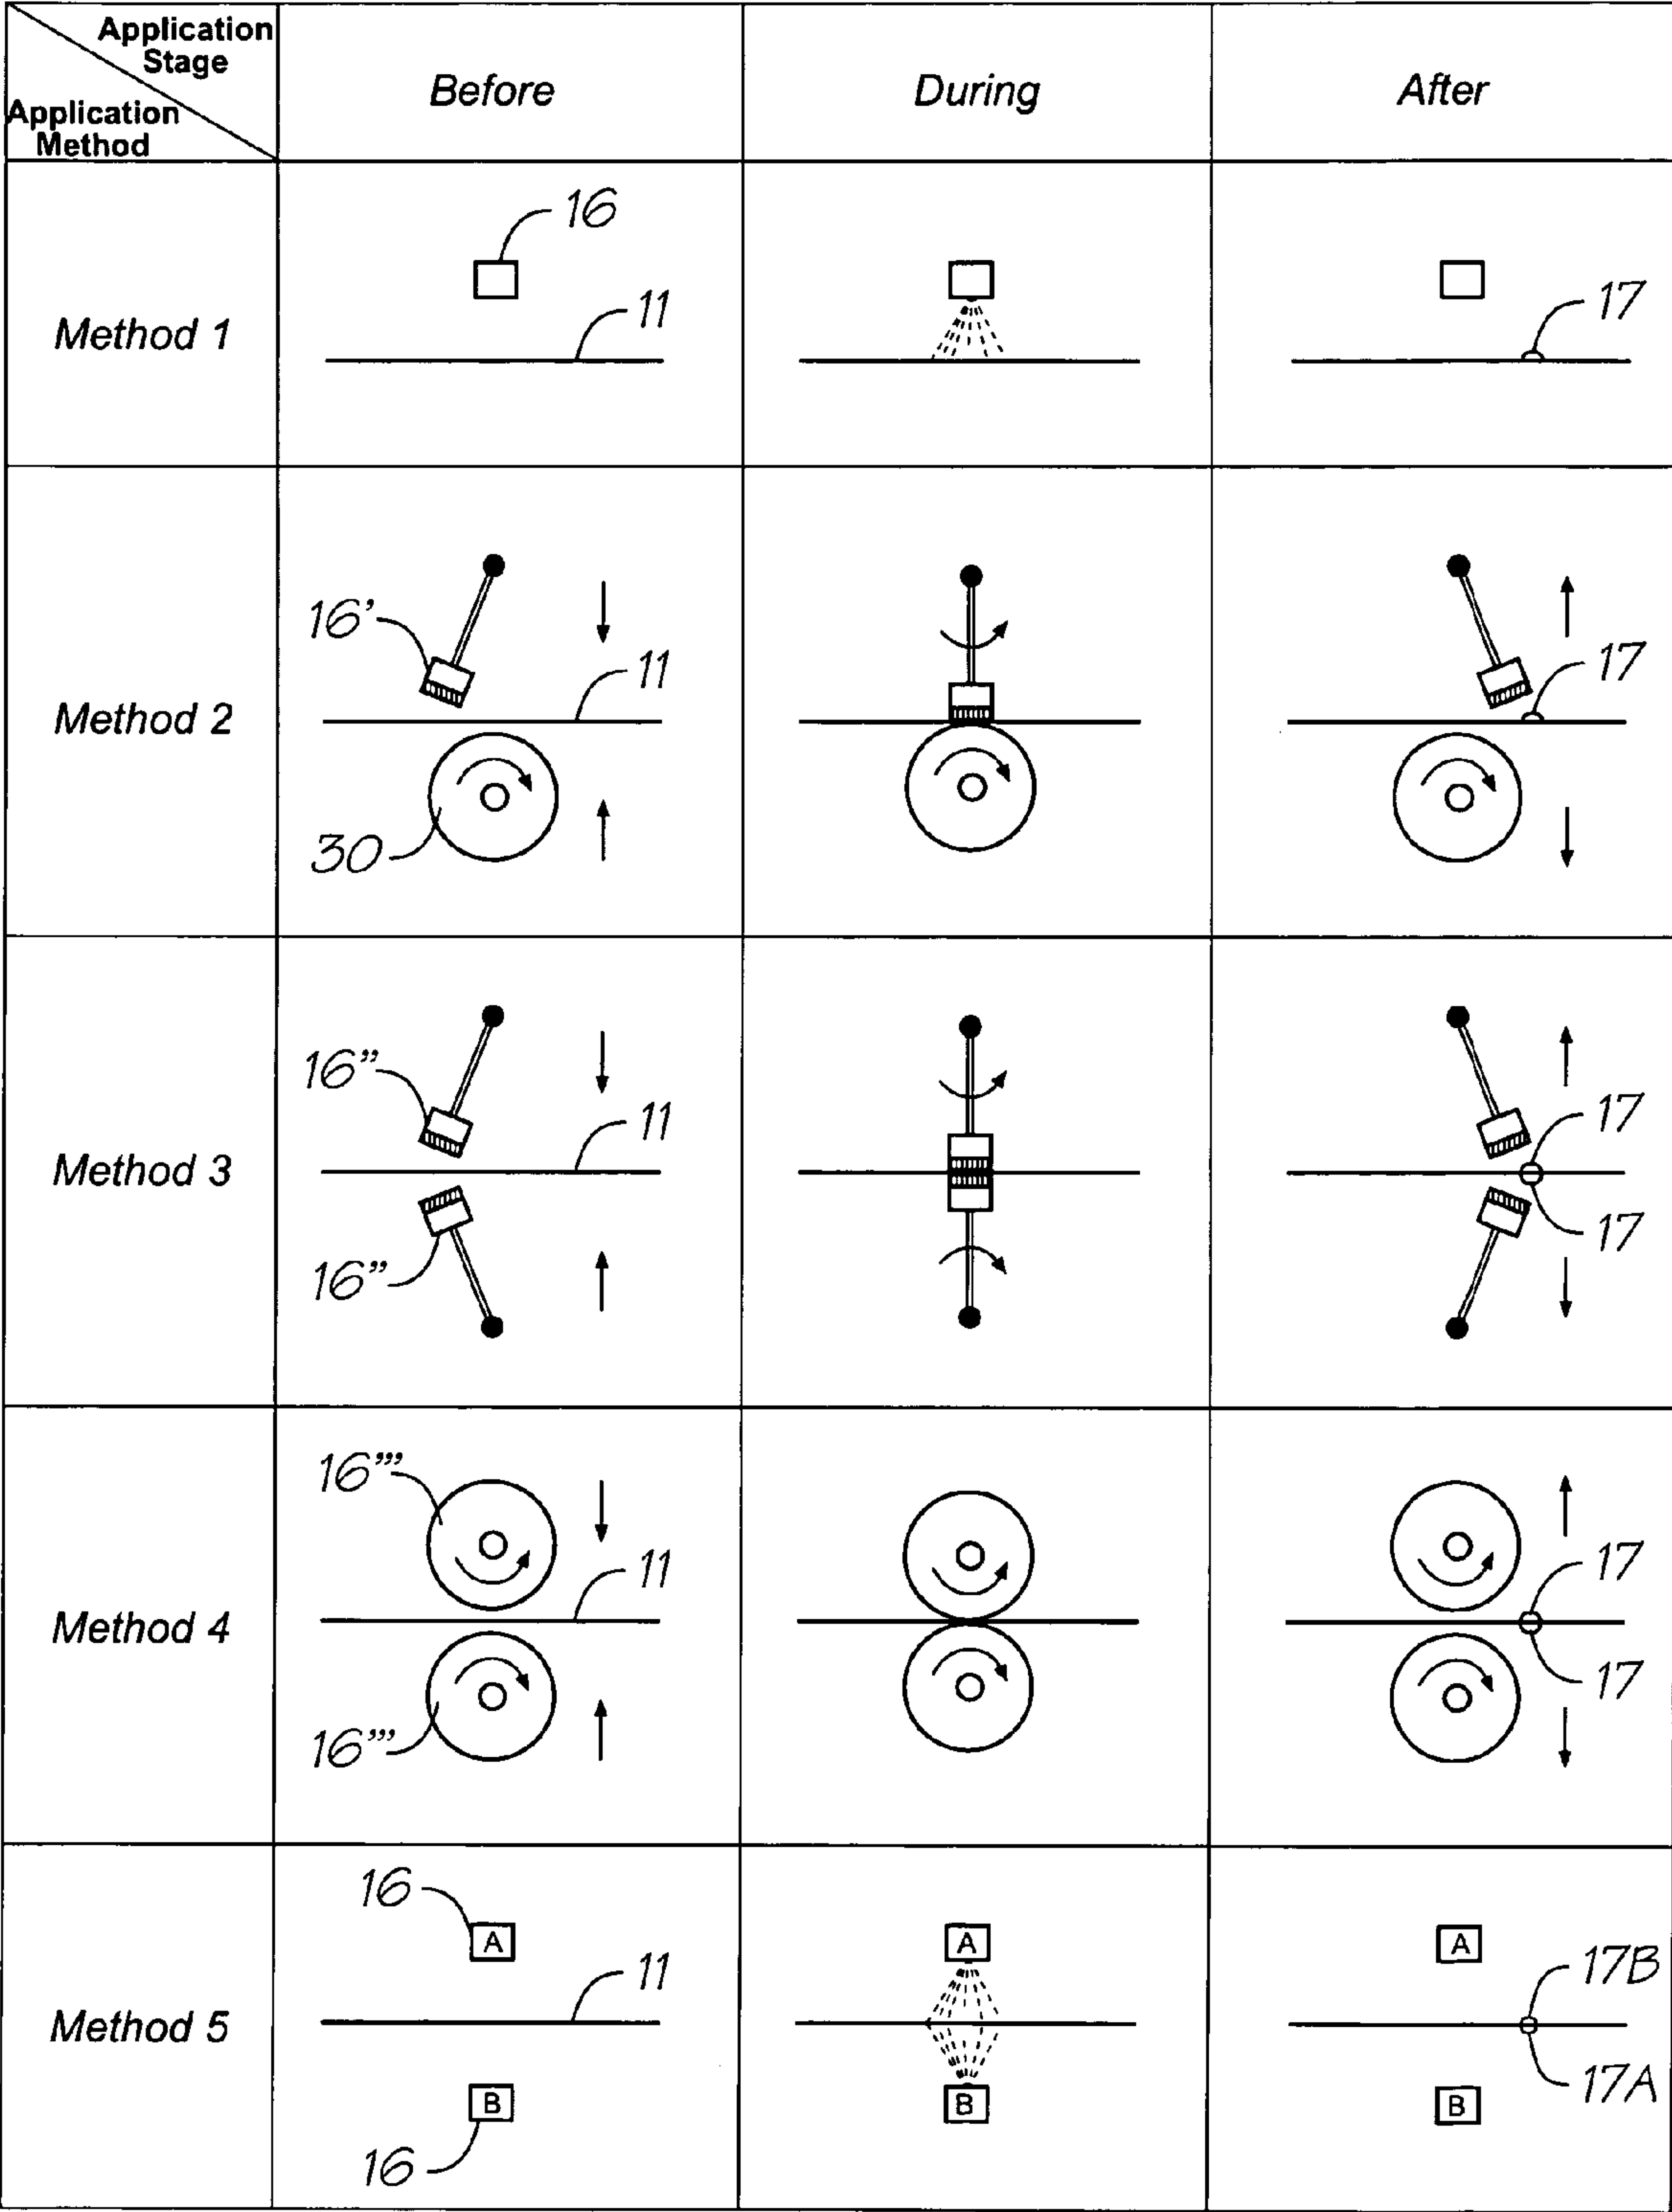 Application
Stage
Application
Method
Before
During
After
Method 1
16
11
17
Method 2
16'
11
30
17
Method 3
16”
11
16”
17
17
Method 4
16”’
11
16”’
17
17
Method 5
16
A
11
B
16
A
B
A
17B
17A
B